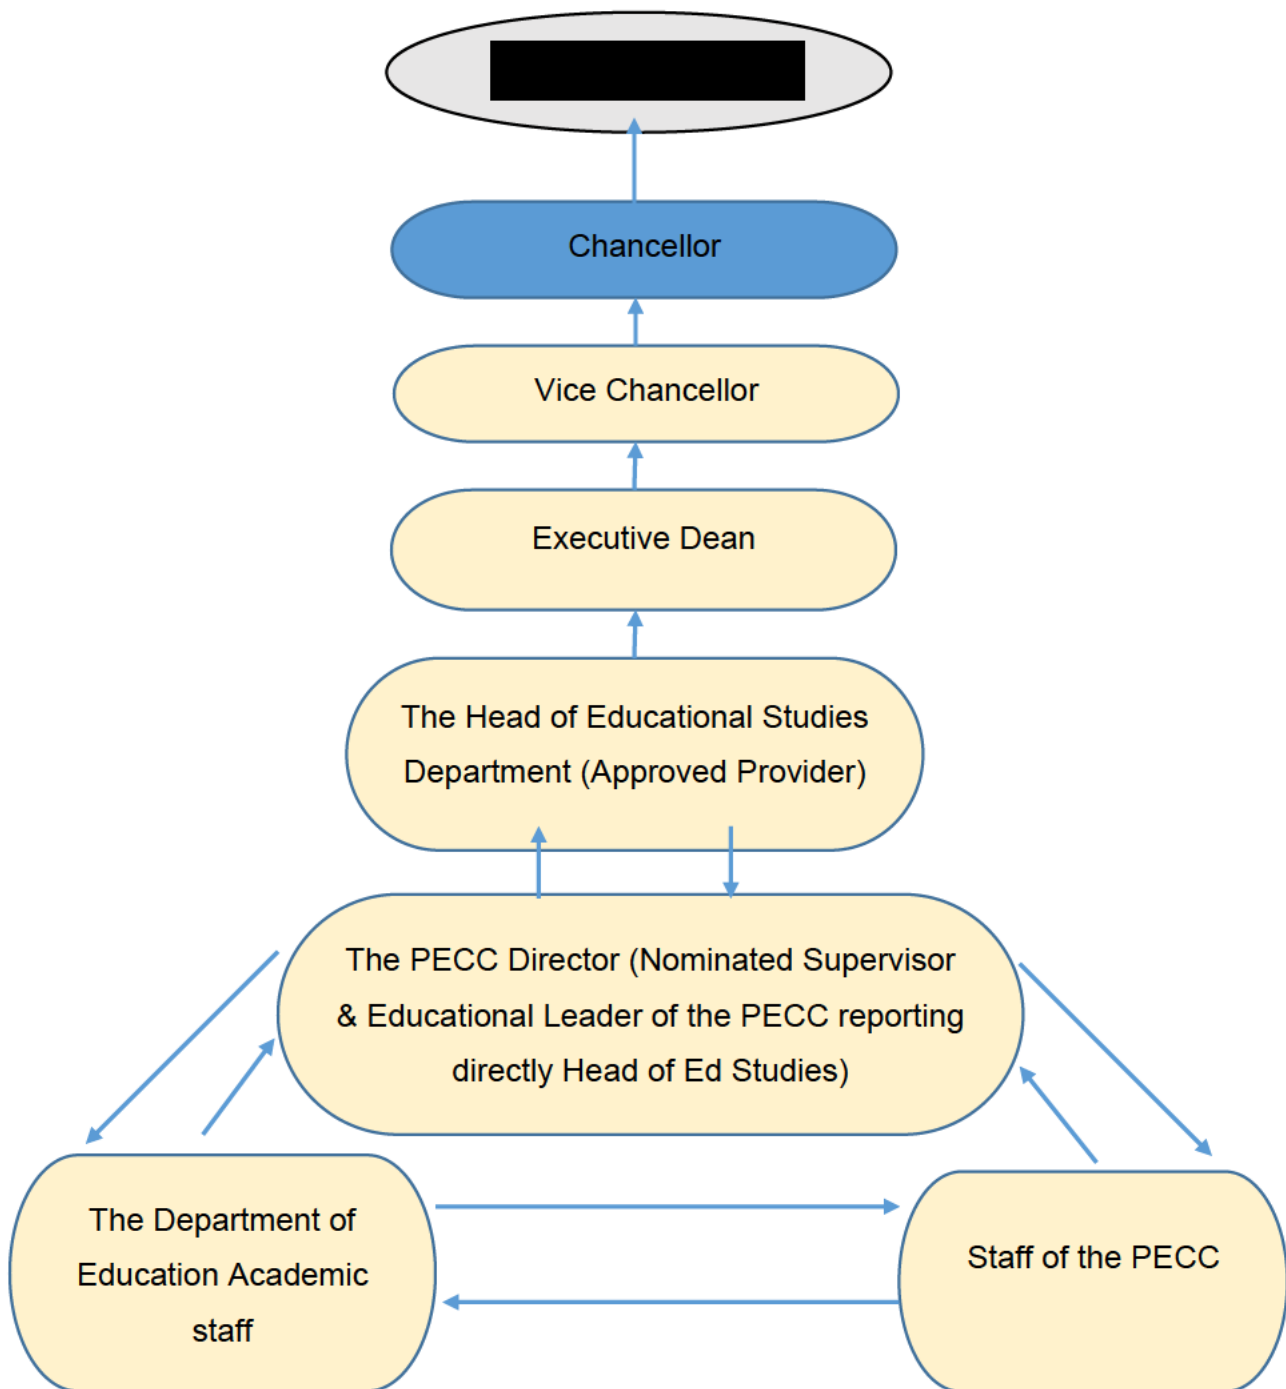 Chancellor
Vice Chancellor
Executive Dean
The Head of Educational Studies
Department (Approved Provider)
The PECC Director (Nominated Supervisor
& Educational Leader of the PECC reporting
directly Head of Ed Studies)
The Department of
Education Academic
staff
Staff of the PECC